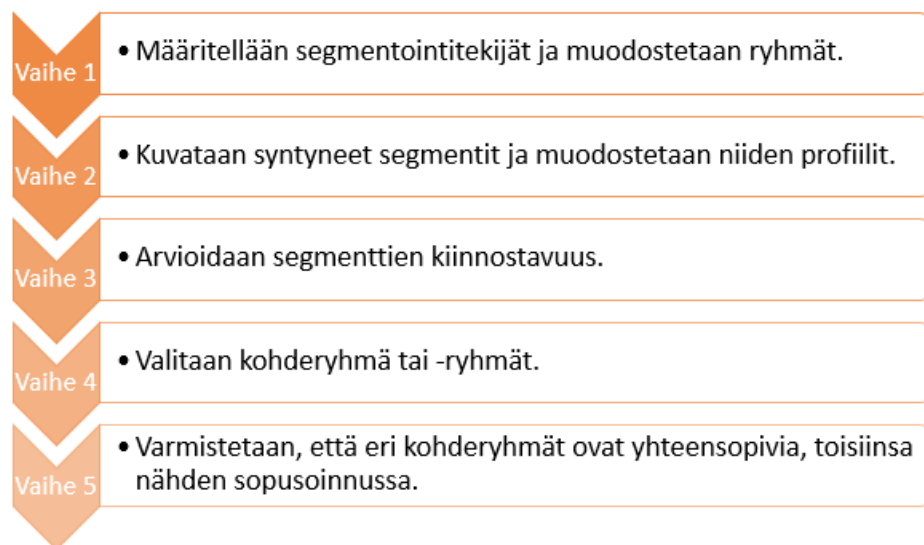 Vaihe 1
• Määritellään segmentointitekijät ja muodostetaan ryhmät.
Vaihe 2
• Kuvataan syntyneet segmentit ja muodostetaan niiden profiilit.
Vaihe 3
• Arvioidaan segmenttien kiinnostavuus.
Vaihe 4
• Valitaan kohderyhmä tai -ryhmät.
Vaihe 5
• Varmistetaan, että eri kohderyhmät ovat yhteensopivia, toisiinsa
nähden sopusoinnussa.